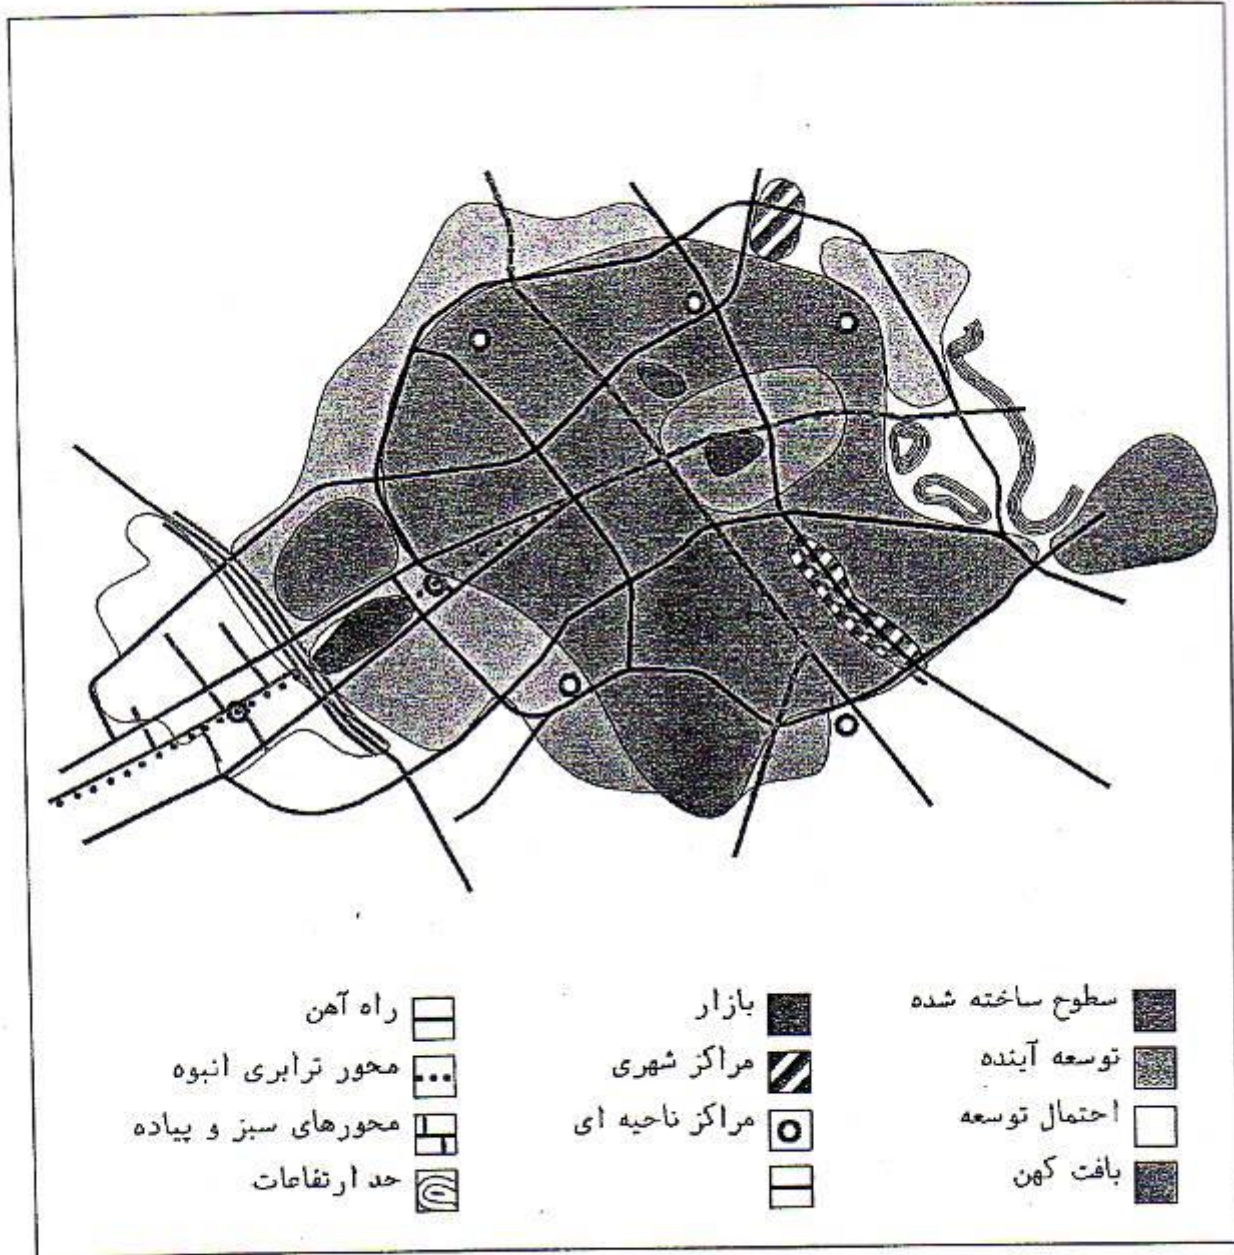 سطوح ساخته شده
توسعه آینده
احتمال توسعه
بافت کهن
بازار
مراکز شهری
مراکز ناحیه ای
راه آهن
محور ترابری انبوه
محورهای سبز و پیاده
حد ارتفاعات